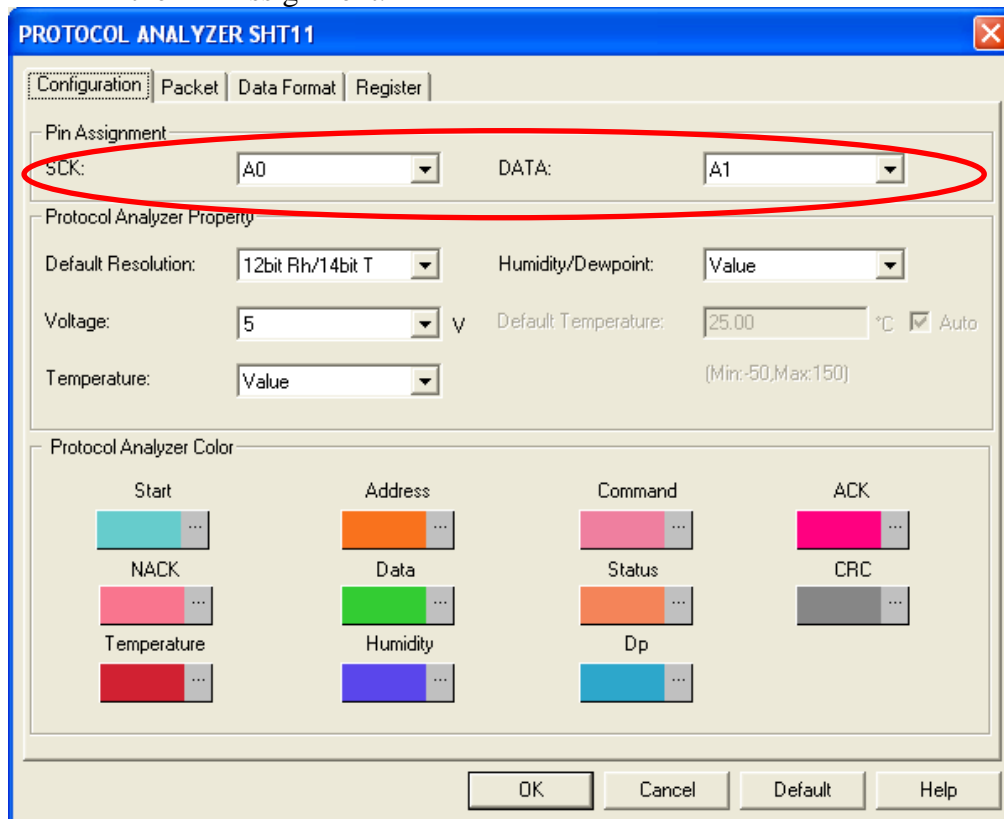 PROTOCOL ANALYZER SHT11
Configuration Packet Data Format Register
Pin Assignment
SCK: A0 DATA: A1
Protocol Analyzer Property
Default Resolution: 12bit Rh/14bit T Humidity/Dewpoint: Value
Voltage: 5 V Default Temperature: 25.00 °C Auto
Temperature: Value (Min:-50,Max:150)
Protocol Analyzer Color
Start Address Command ACK
... ... ... ...
NACK Data Status CRC
... ... ... ...
Temperature Humidity Dp
... ... ...
OK Cancel Default Help